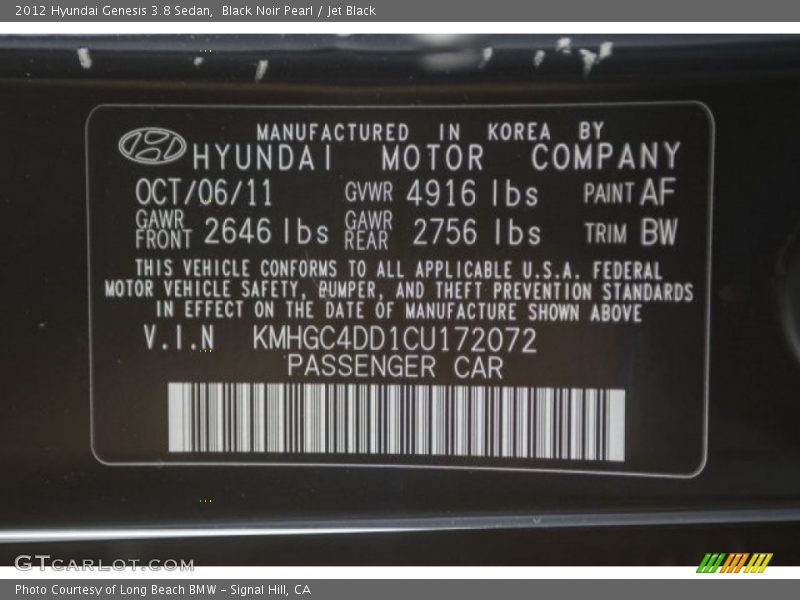 2012 Hyundai Genesis 3.8 Sedan,  Black Noir Pearl / Jet Black
MANUFACTURED IN KOREA BY
HYUNDAI MOTOR COMPANY
OCT/06/11 GVWR 4916 lbs PAINT AF
GAWR FRONT 2646 lbs GAWR REAR 2756 lbs TRIM BW
THIS VEHICLE CONFORMS TO ALL APPLICABLE U.S.A. FEDERAL
MOTOR VEHICLE SAFETY, BUMPER, AND THEFT PREVENTION STANDARDS
IN EFFECT ON THE DATE OF MANUFACTURE SHOWN ABOVE
V.I.N KMHGC4DD1CU172072
PASSENGER CAR
GTCARLOT.COM
Photo Courtesy of Long Beach BMW - Signal Hill, CA